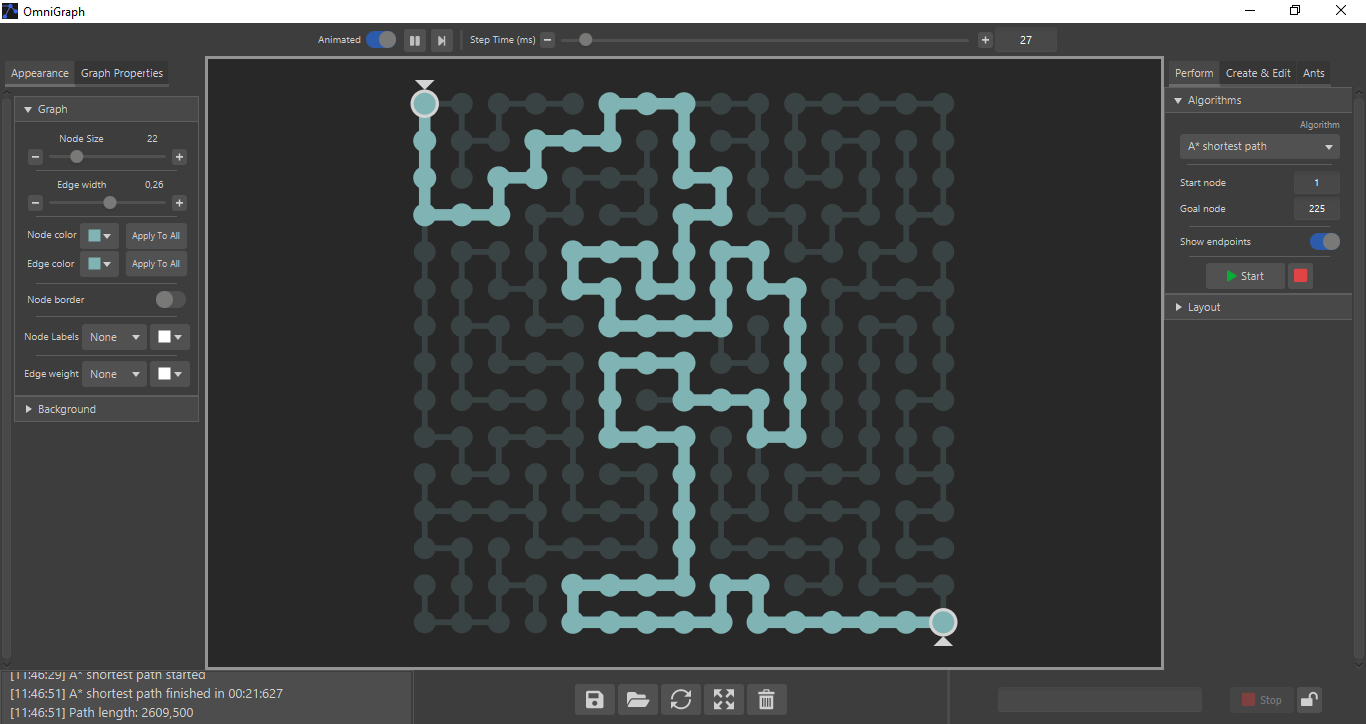 OmniGraph
Animated
Step Time (ms)
27
Appearance Graph Properties
Graph
Node Size 22
Edge width 0,26
Node color Apply To All
Edge color Apply To All
Node border
Node Labels None
Edge weight None
Background
Perform Create & Edit Ants
Algorithms
Algorithm
A* shortest path
Start node 1
Goal node 225
Show endpoints
Start
Layout
[11:46:29] A* shortest path started
[11:46:51] A* shortest path finished in 00:21:627
[11:46:51] Path length: 2609,500
Stop